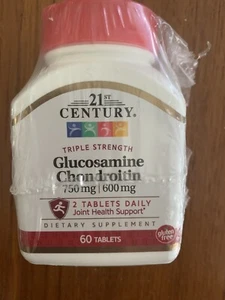 21st
CENTURY®
TRIPLE STRENGTH
Glucosamine
Chondroitin
750 mg | 600 mg
2 TABLETS DAILY
Joint Health Support*
DIETARY SUPPLEMENT
60 TABLETS
gluten
free